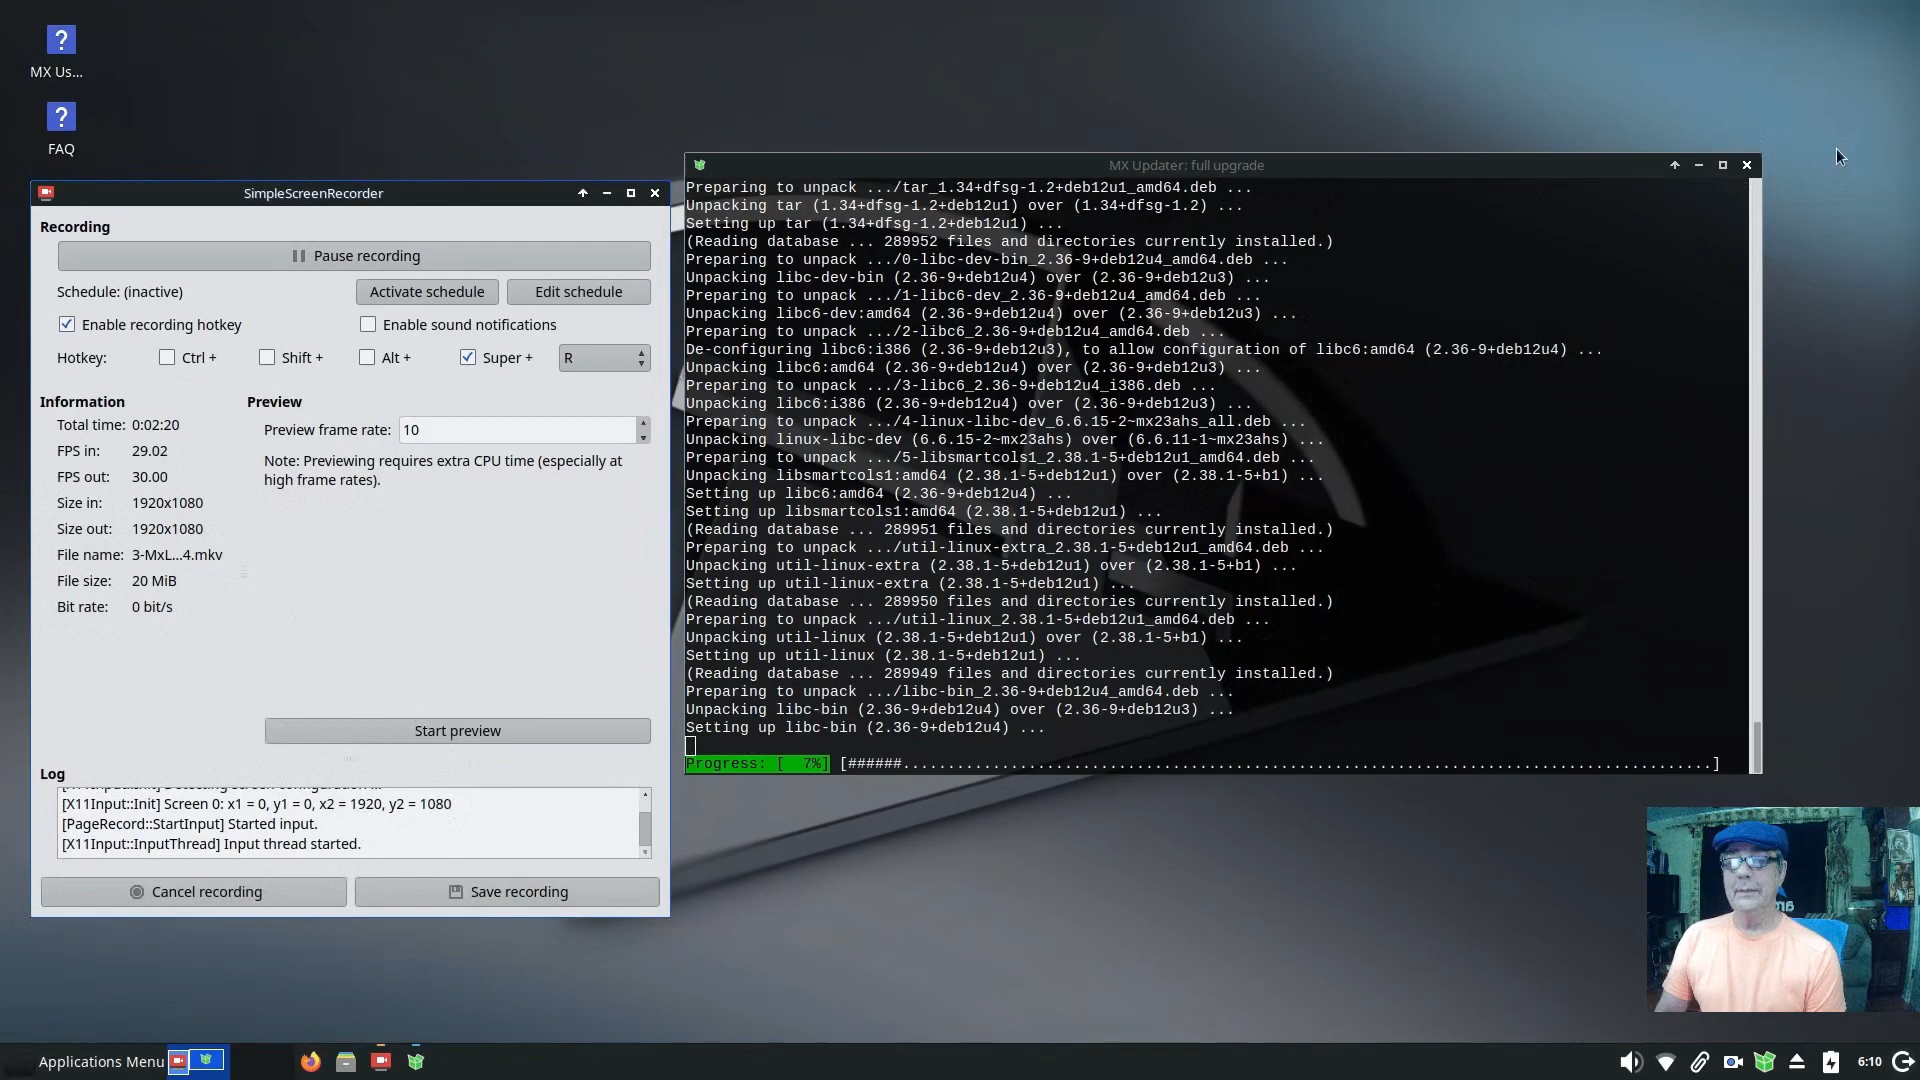 MX Us...
FAQ
SimpleScreenRecorder
Recording
Pause recording
Schedule: (inactive)
Activate schedule
Edit schedule
Enable recording hotkey
Enable sound notifications
Hotkey:
Ctrl +
Shift +
Alt +
Super +
R
Information
Total time: 0:02:20
FPS in: 29.02
FPS out: 30.00
Size in: 1920x1080
Size out: 1920x1080
File name: 3-MxL...4.mkv
File size: 20 MiB
Bit rate: 0 bit/s
Preview
Preview frame rate: 10
Note: Previewing requires extra CPU time (especially at
high frame rates).
Start preview
Log
[X11Input::Init] Detecting screen configuration ...
[X11Input::Init] Screen 0: x1 = 0, y1 = 0, x2 = 1920, y2 = 1080
[PageRecord::StartInput] Started input.
[X11Input::InputThread] Input thread started.
Cancel recording
Save recording
MX Updater: full upgrade
Preparing to unpack .../tar_1.34+dfsg-1.2+deb12u1_amd64.deb ...
Unpacking tar (1.34+dfsg-1.2+deb12u1) over (1.34+dfsg-1.2) ...
Setting up tar (1.34+dfsg-1.2+deb12u1) ...
(Reading database ... 289952 files and directories currently installed.)
Preparing to unpack .../0-libc-dev-bin_2.36-9+deb12u4_amd64.deb ...
Unpacking libc-dev-bin (2.36-9+deb12u4) over (2.36-9+deb12u3) ...
Preparing to unpack .../1-libc6-dev_2.36-9+deb12u4_amd64.deb ...
Unpacking libc6-dev:amd64 (2.36-9+deb12u4) over (2.36-9+deb12u3) ...
Preparing to unpack .../2-libc6_2.36-9+deb12u4_amd64.deb ...
De-configuring libc6:i386 (2.36-9+deb12u3), to allow configuration of libc6:amd64 (2.36-9+deb12u4) ...
Unpacking libc6:amd64 (2.36-9+deb12u4) over (2.36-9+deb12u3) ...
Preparing to unpack .../3-libc6_2.36-9+deb12u4_i386.deb ...
Unpacking libc6:i386 (2.36-9+deb12u4) over (2.36-9+deb12u3) ...
Preparing to unpack .../4-linux-libc-dev_6.6.15-2~mx23ahs_all.deb ...
Unpacking linux-libc-dev (6.6.15-2~mx23ahs) over (6.6.11-1~mx23ahs) ...
Preparing to unpack .../5-libsmartcols1_2.38.1-5+deb12u1_amd64.deb ...
Unpacking libsmartcols1:amd64 (2.38.1-5+deb12u1) over (2.38.1-5+b1) ...
Setting up libc6:amd64 (2.36-9+deb12u4) ...
Setting up libsmartcols1:amd64 (2.38.1-5+deb12u1) ...
(Reading database ... 289951 files and directories currently installed.)
Preparing to unpack .../util-linux-extra_2.38.1-5+deb12u1_amd64.deb ...
Unpacking util-linux-extra (2.38.1-5+deb12u1) over (2.38.1-5+b1) ...
Setting up util-linux-extra (2.38.1-5+deb12u1) ...
(Reading database ... 289950 files and directories currently installed.)
Preparing to unpack .../util-linux_2.38.1-5+deb12u1_amd64.deb ...
Unpacking util-linux (2.38.1-5+deb12u1) over (2.38.1-5+b1) ...
Setting up util-linux (2.38.1-5+deb12u1) ...
(Reading database ... 289949 files and directories currently installed.)
Preparing to unpack .../libc-bin_2.36-9+deb12u4_amd64.deb ...
Unpacking libc-bin (2.36-9+deb12u4) over (2.36-9+deb12u3) ...
Setting up libc-bin (2.36-9+deb12u4) ...
Progress: [  7%] [######............................................................................................]
Applications Menu
6:10